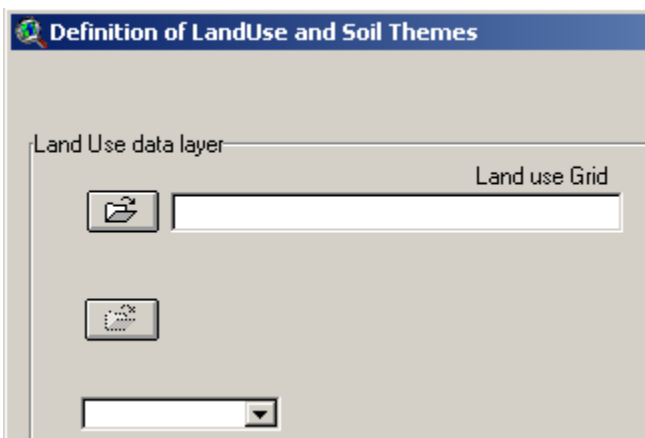 Definition of LandUse and Soil Themes
Land Use data layer
Land use Grid